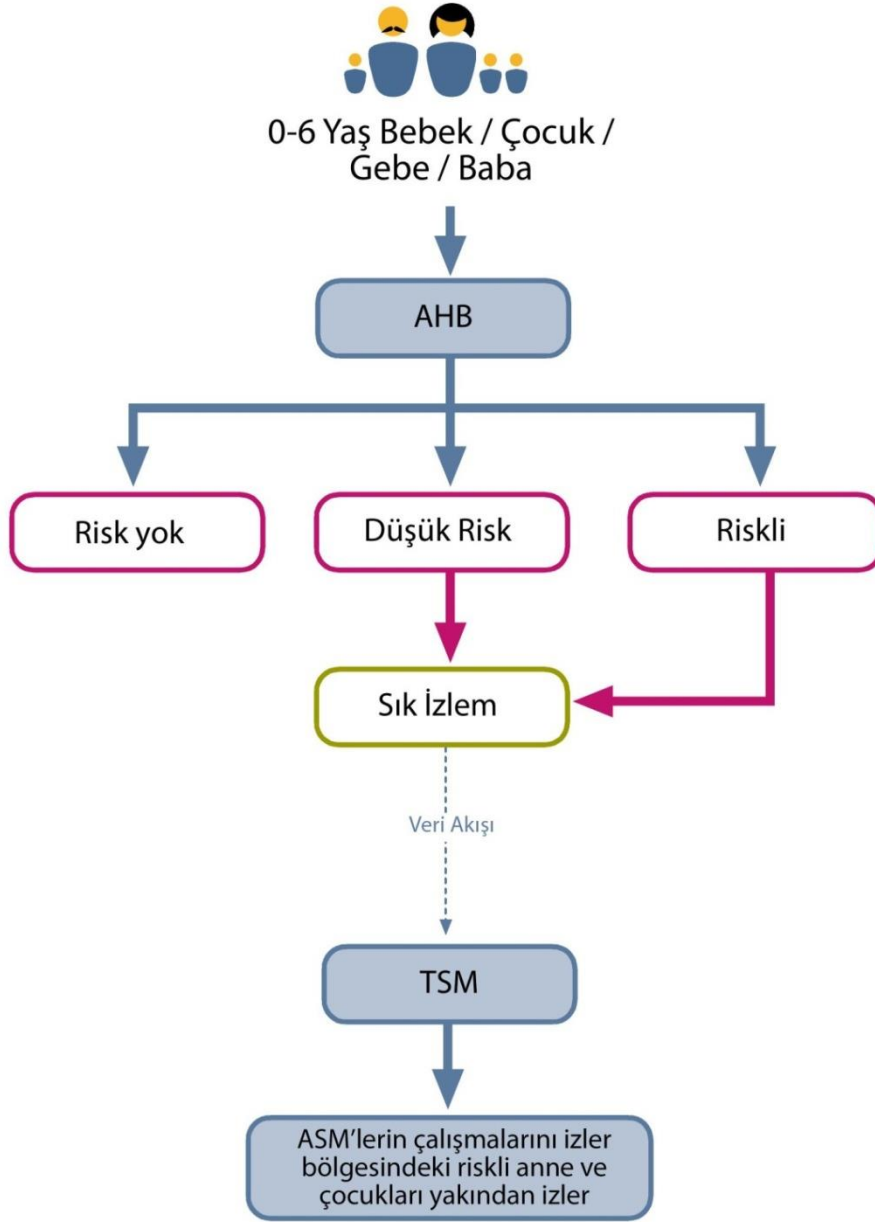 0-6 Yaş Bebek / Çocuk /
Gebe / Baba
AHB
Risk yok
Düşük Risk
Riskli
Sık İzlem
Veri Akışı
TSM
ASM'lerin çalışmalarını izler
bölgesindeki riskli anne ve
çocukları yakından izler